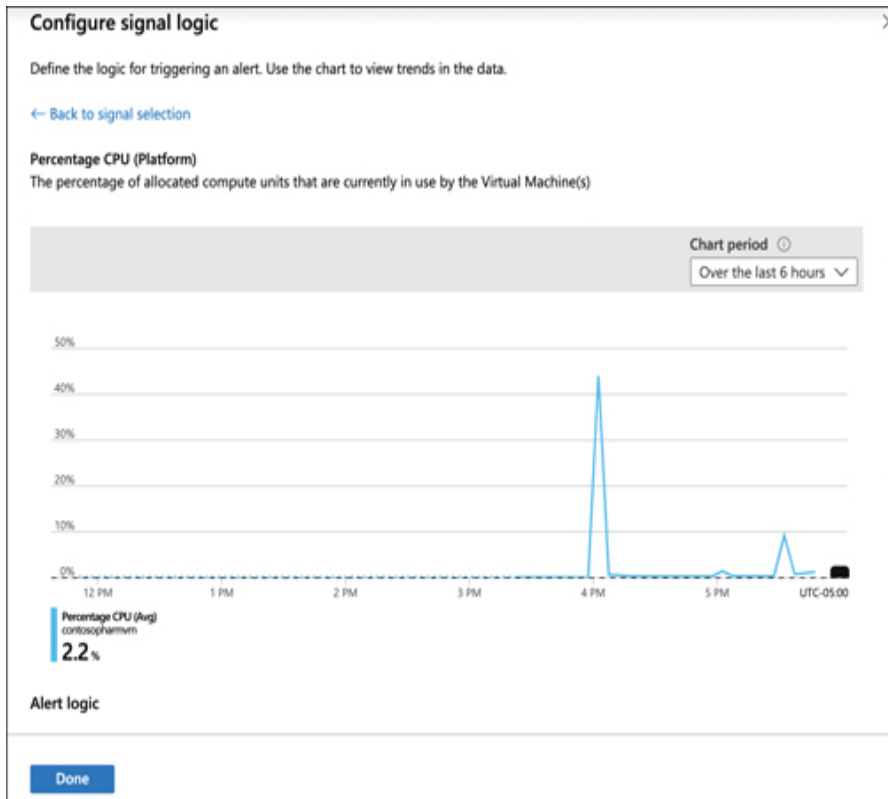 Configure signal logic
Define the logic for triggering an alert. Use the chart to view trends in the data.
← Back to signal selection
Percentage CPU (Platform)
The percentage of allocated compute units that are currently in use by the Virtual Machine(s)
Chart period
Over the last 6 hours
50%
40%
30%
20%
10%
0%
12 PM 1 PM 2 PM 3 PM 4 PM 5 PM UTC-05:00
Percentage CPU (Avg)
contosopharmvm
2.2 %
Alert logic
Done